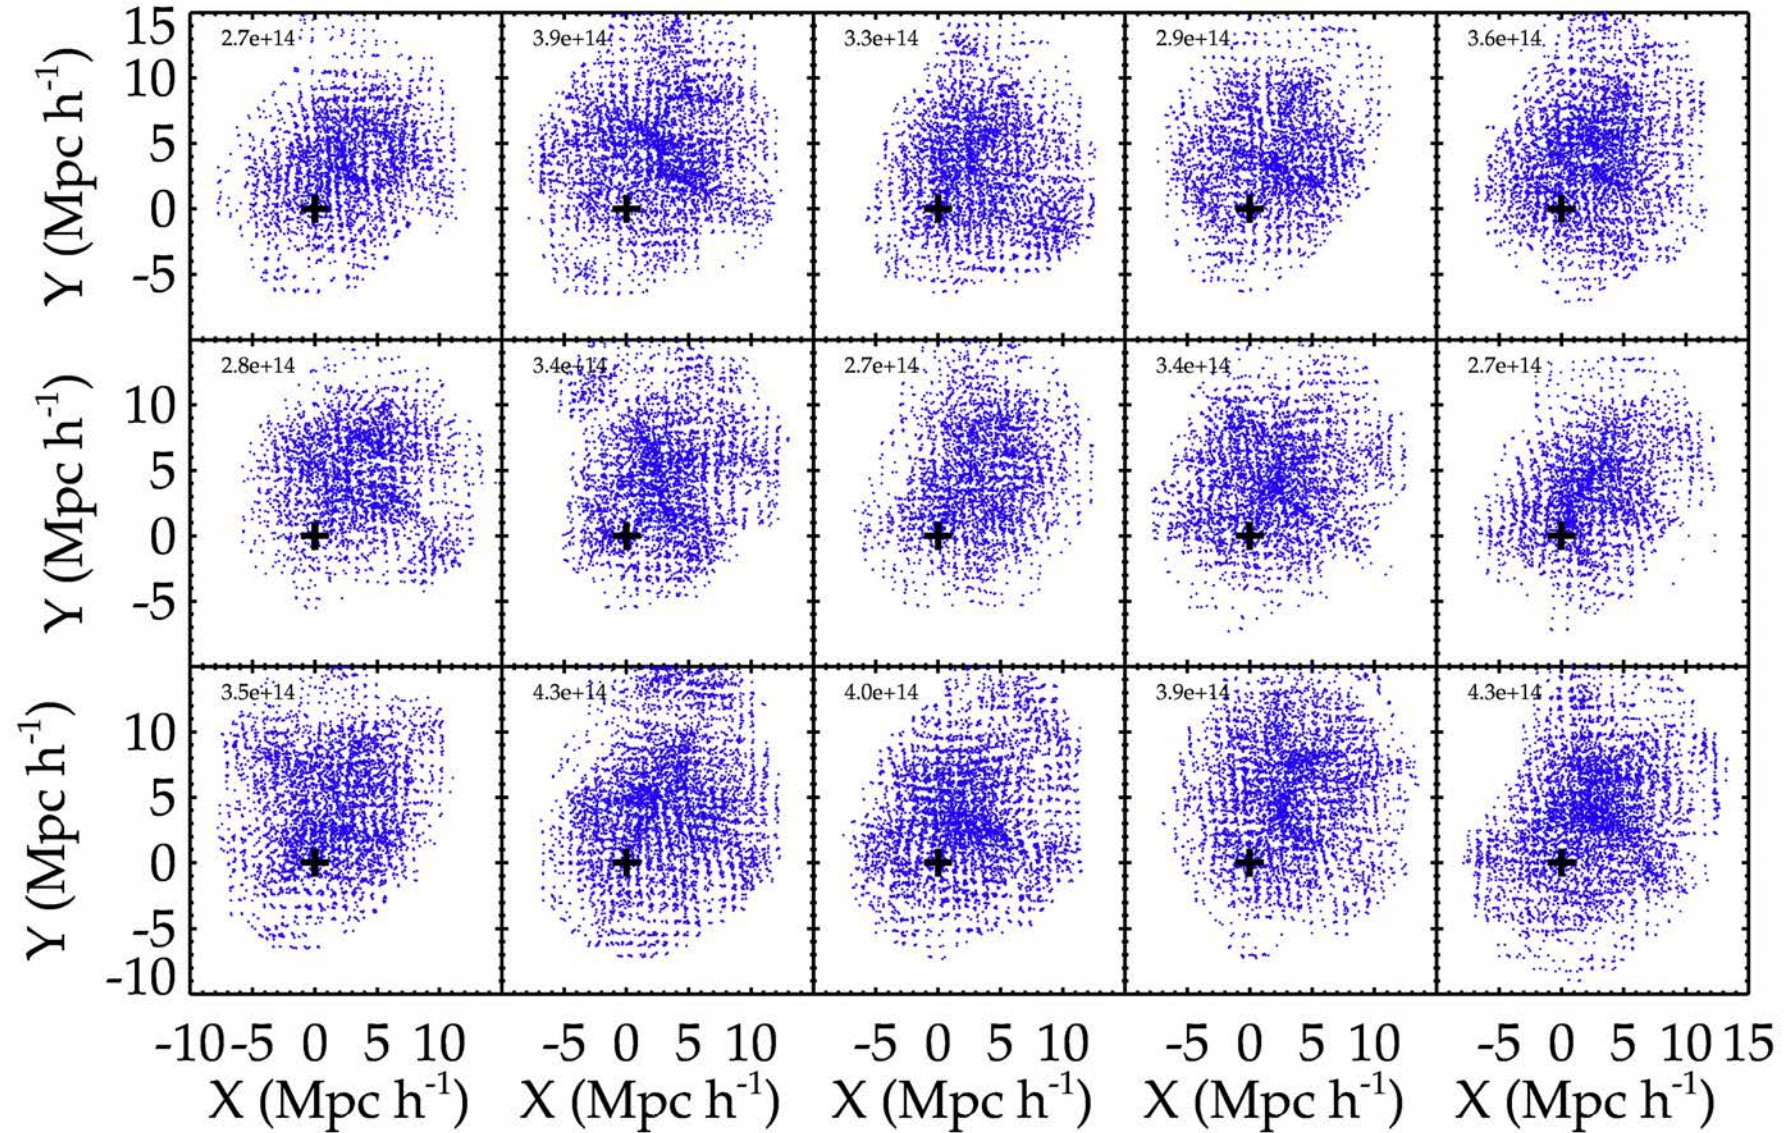 2.7e+14 3.9e+14 3.3e+14 2.9e+14 3.6e+14
15
10
5
0
-5
Y (Mpc h-1)
2.8e+14 3.4e+14 2.7e+14 3.4e+14 2.7e+14
10
5
0
-5
Y (Mpc h-1)
3.5e+14 4.3e+14 4.0e+14 3.9e+14 4.3e+14
10
5
0
-5
-10
Y (Mpc h-1)
-10 -5 0 5 10 -5 0 5 10 -5 0 5 10 -5 0 5 10 -5 0 5 10 15
X (Mpc h-1) X (Mpc h-1) X (Mpc h-1) X (Mpc h-1) X (Mpc h-1)